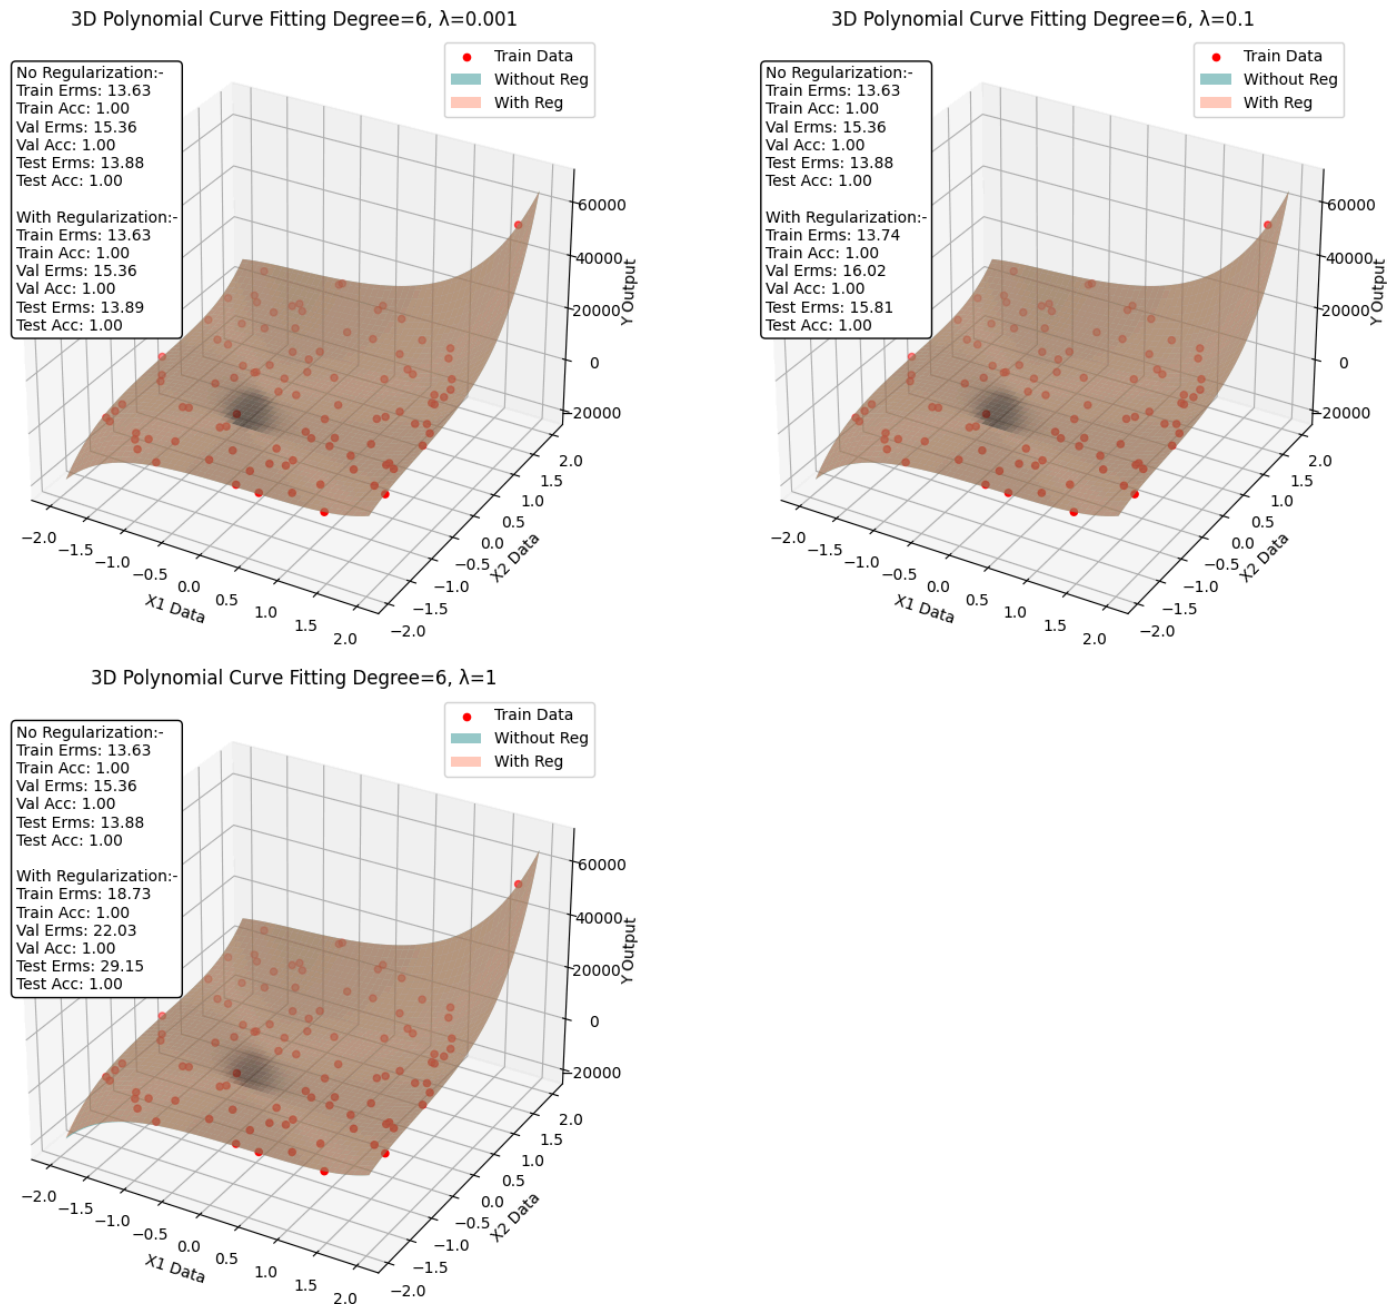 3D Polynomial Curve Fitting Degree=6, λ=0.001
Train Data
Without Reg
With Reg
No Regularization:-
Train Erms: 13.63
Train Acc: 1.00
Val Erms: 15.36
Val Acc: 1.00
Test Erms: 13.88
Test Acc: 1.00
With Regularization:-
Train Erms: 13.63
Train Acc: 1.00
Val Erms: 15.36
Val Acc: 1.00
Test Erms: 13.89
Test Acc: 1.00
60000
40000
20000
0
−20000
Y Output
−2.0
−1.5
−1.0
−0.5
0.0
0.5
1.0
1.5
2.0
X1 Data
2.0
1.5
1.0
0.5
0.0
−0.5
−1.0
−1.5
−2.0
X2 Data
3D Polynomial Curve Fitting Degree=6, λ=0.1
Train Data
Without Reg
With Reg
No Regularization:-
Train Erms: 13.63
Train Acc: 1.00
Val Erms: 15.36
Val Acc: 1.00
Test Erms: 13.88
Test Acc: 1.00
With Regularization:-
Train Erms: 13.74
Train Acc: 1.00
Val Erms: 16.02
Val Acc: 1.00
Test Erms: 15.81
Test Acc: 1.00
60000
40000
20000
0
−20000
Y Output
−2.0
−1.5
−1.0
−0.5
0.0
0.5
1.0
1.5
2.0
X1 Data
2.0
1.5
1.0
0.5
0.0
−0.5
−1.0
−1.5
−2.0
X2 Data
3D Polynomial Curve Fitting Degree=6, λ=1
Train Data
Without Reg
With Reg
No Regularization:-
Train Erms: 13.63
Train Acc: 1.00
Val Erms: 15.36
Val Acc: 1.00
Test Erms: 13.88
Test Acc: 1.00
With Regularization:-
Train Erms: 18.73
Train Acc: 1.00
Val Erms: 22.03
Val Acc: 1.00
Test Erms: 29.15
Test Acc: 1.00
60000
40000
20000
0
−20000
Y Output
−2.0
−1.5
−1.0
−0.5
0.0
0.5
1.0
1.5
2.0
X1 Data
2.0
1.5
1.0
0.5
0.0
−0.5
−1.0
−1.5
−2.0
X2 Data